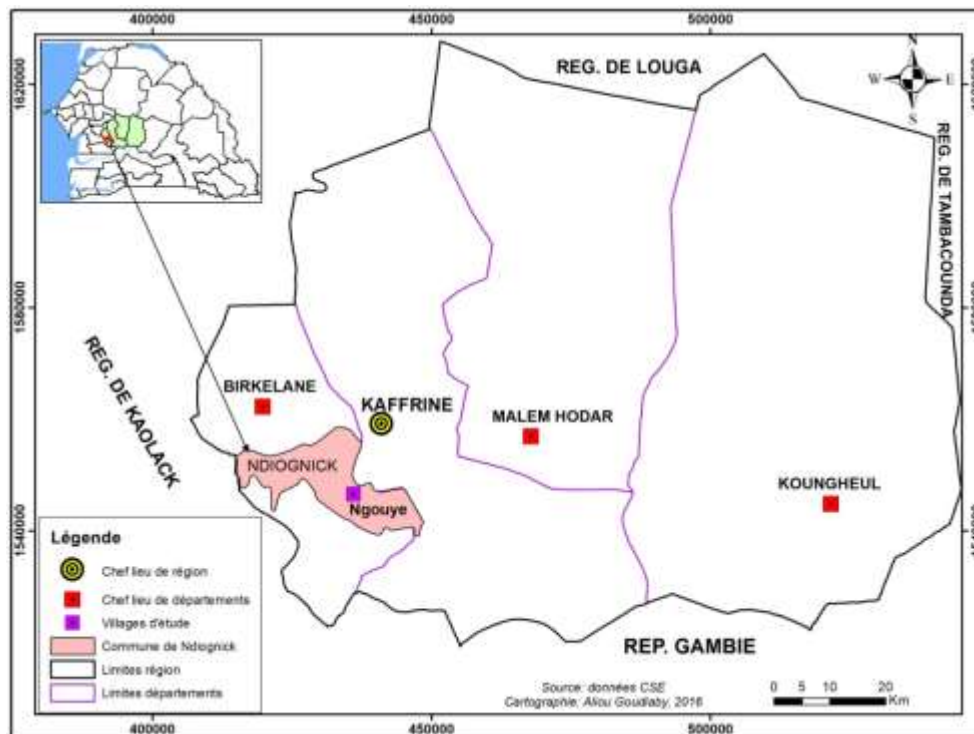 400000 450000 500000
REG. DE LOUGA
N
W E
S
1620000
REG. DE TAMBACOUNDA
1580000
REG. DE KAOLACK
BIRKELANE
KAFFRINE
MALEM HODAR
NDIOGNICK
KOUNGHEUL
Ngouye
1540000
REP. GAMBIE
Légende
Chef lieu de région
Chef lieu de départements
Villages d'étude
Commune de Ndiognick
Limites région
Limites départements
Source: données CSE
Cartographie: Aliou Goudiaby, 2016
0 5 10 20
Km
400000 450000 500000